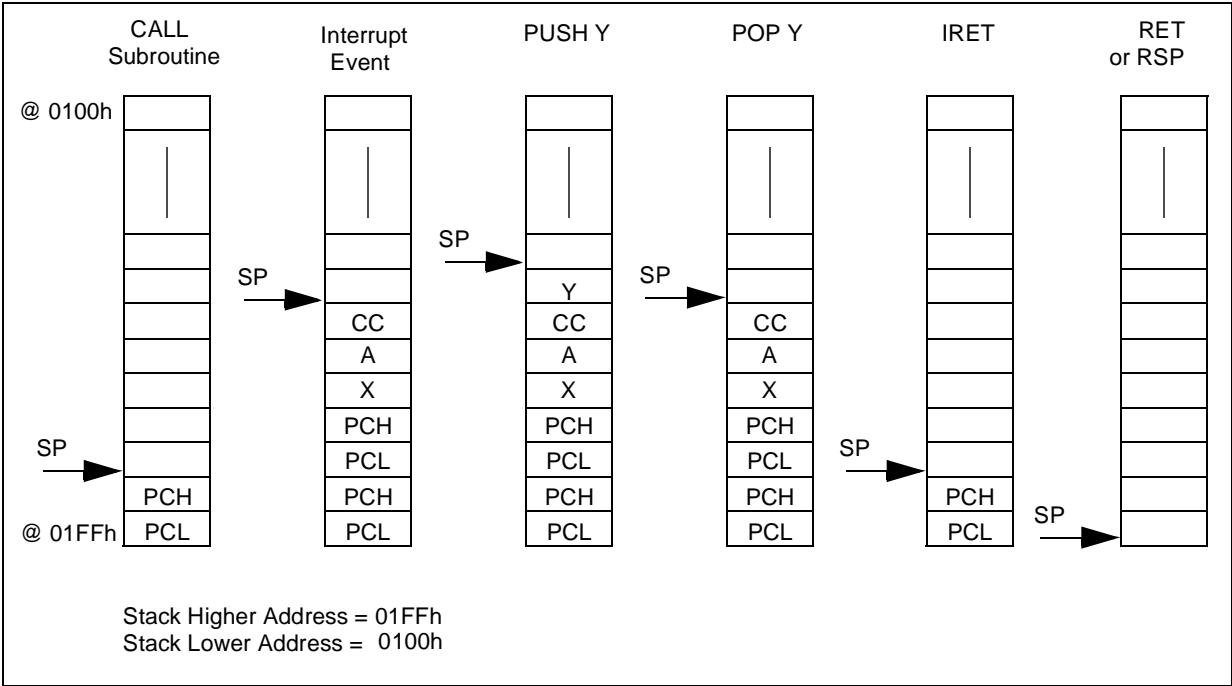 CALL
Subroutine
Interrupt
Event
PUSH Y
POP Y
IRET
RET
or RSP
@ 0100h
SP
SP
SP
SP
SP
SP
Y
CC
CC
CC
A
A
A
X
X
X
PCH
PCH
PCH
PCL
PCL
PCL
PCH
PCH
PCH
PCH
PCH
@ 01FFh
PCL
PCL
PCL
PCL
PCL
Stack Higher Address = 01FFh
Stack Lower Address = 0100h